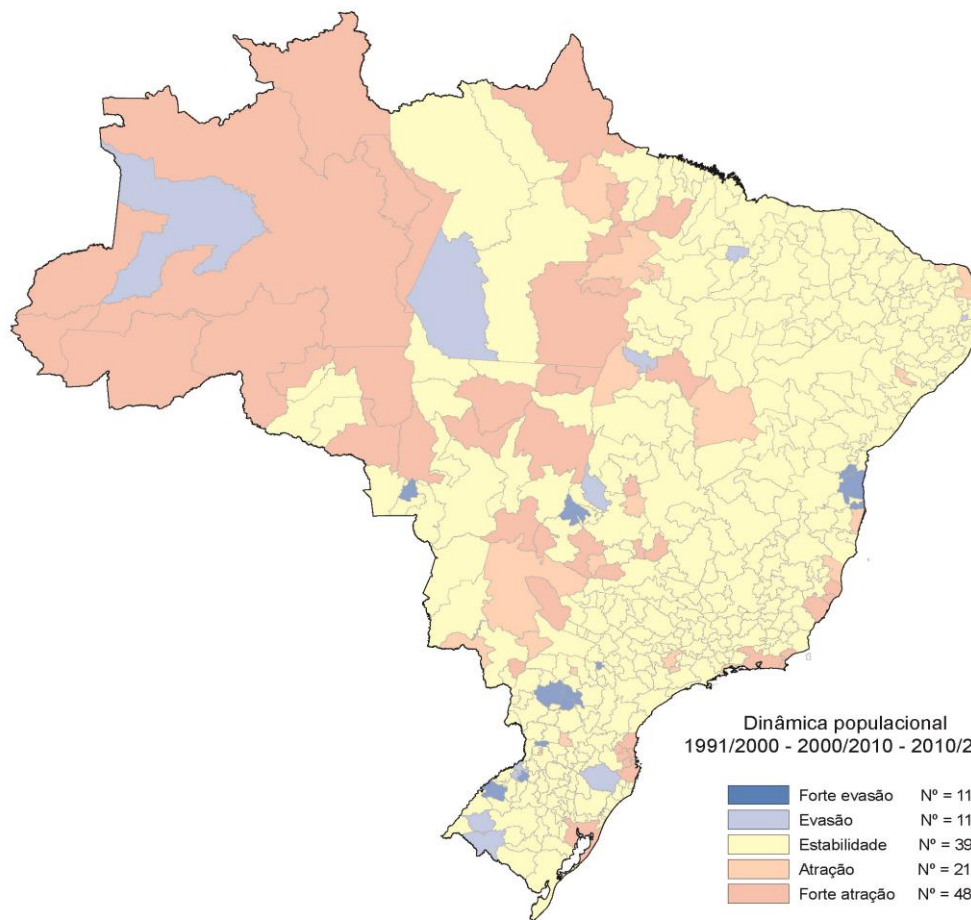 Dinâmica populacional
1991/2000 - 2000/2010 - 2010/2
Forte evasão Nº = 11
Evasão Nº = 11
Estabilidade Nº = 39
Atração Nº = 21
Forte atração Nº = 48